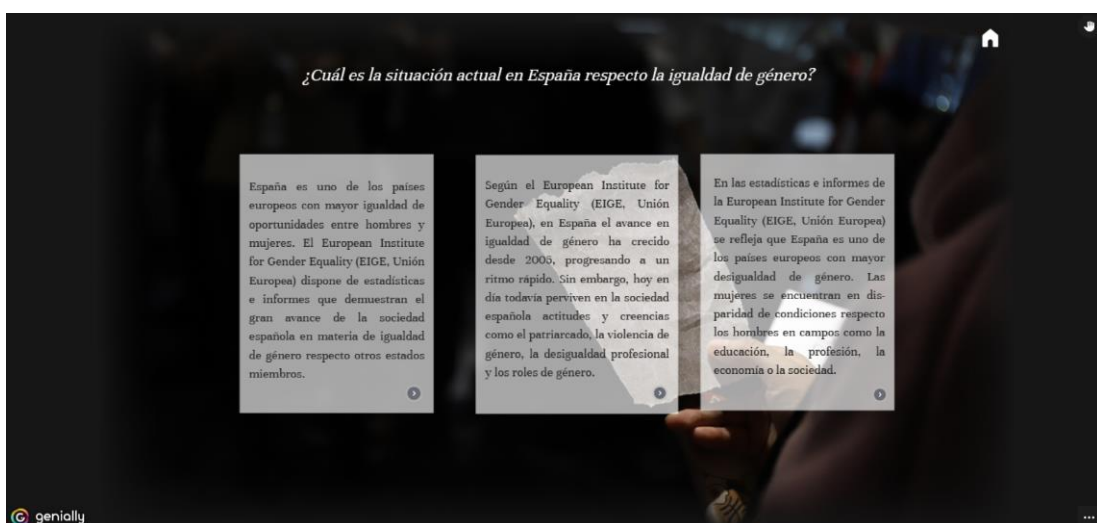 ¿Cuál es la situación actual en España respecto la igualdad de género?
España es uno de los países
europeos con mayor igualdad de
oportunidades entre hombres y
mujeres. El European Institute
for Gender Equality (EIGE, Unión
Europea) dispone de estadísticas
e informes que demuestran el
gran avance de la sociedad
española en materia de igualdad
de género respecto otros estados
miembros.
Según el European Institute for
Gender Equality (EIGE, Unión
Europea), en España el avance en
igualdad de género ha crecido
desde 2005, progresando a un
ritmo rápido. Sin embargo, hoy en
día todavía perviven en la sociedad
española actitudes y creencias
como el patriarcado, la violencia de
género, la desigualdad profesional
y los roles de género.
En las estadísticas e informes de
la European Institute for Gender
Equality (EIGE, Unión Europea)
se refleja que España es uno de
los países europeos con mayor
desigualdad de género. Las
mujeres se encuentran en dis-
paridad de condiciones respecto
los hombres en campos como la
educación, la profesión, la
economía o la sociedad.
genially